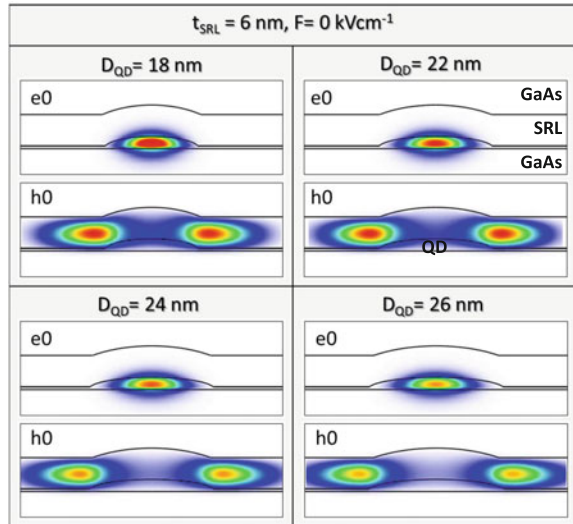 t_SRL = 6 nm, F= 0 kVcm⁻¹
D_QD= 18 nm
D_QD= 22 nm
e0
e0
GaAs
SRL
GaAs
h0
h0
QD
D_QD= 24 nm
D_QD= 26 nm
e0
e0
h0
h0